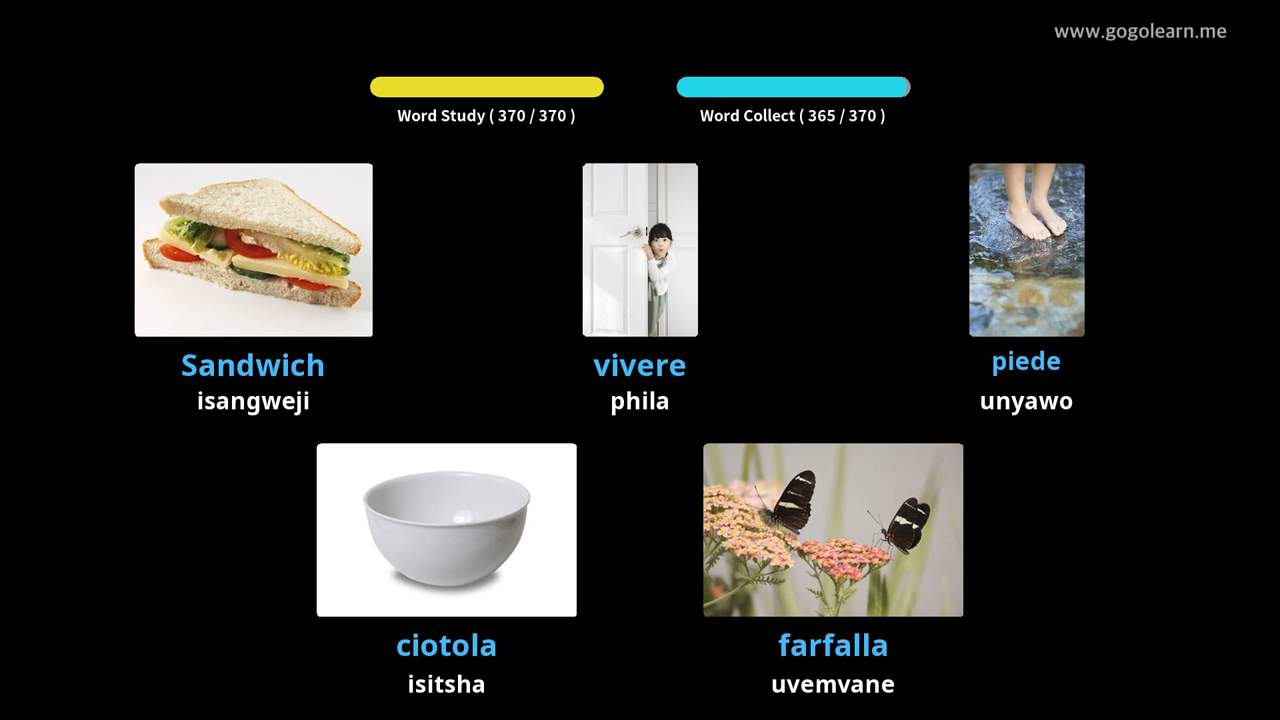 www.gogolearn.me
Word Study ( 370 / 370 )
Word Collect ( 365 / 370 )
Sandwich
isangweji
vivere
phila
piede
unyawo
ciotola
isitsha
farfalla
uvemvane